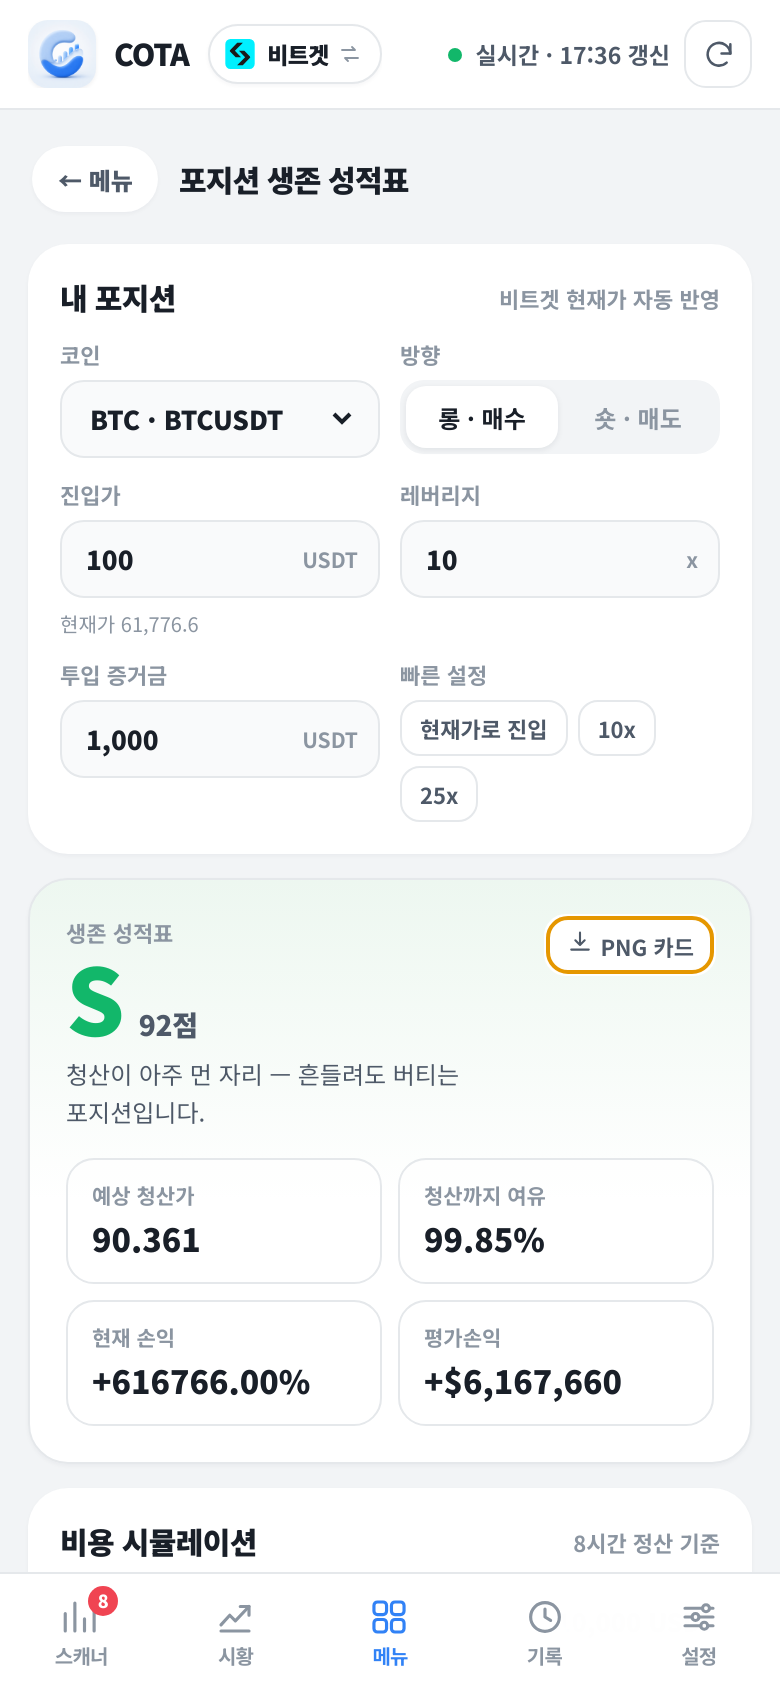 COTA 비트겟 실시간 · 17:36 갱신
← 메뉴 포지션 생존 성적표
내 포지션 비트겟 현재가 자동 반영
코인 방향
BTC · BTCUSDT 롱 · 매수 숏 · 매도
진입가 레버리지
100 USDT 10 x
현재가 61,776.6
투입 증거금 빠른 설정
1,000 USDT 현재가로 진입 10x
25x
생존 성적표 PNG 카드
S 92점
청산이 아주 먼 자리 — 흔들려도 버티는
포지션입니다.
예상 청산가 청산까지 여유
90.361 99.85%
현재 손익 평가손익
+616766.00% +$6,167,660
비용 시뮬레이션 8시간 정산 기준
8
스캐너 시황 메뉴 기록 설정